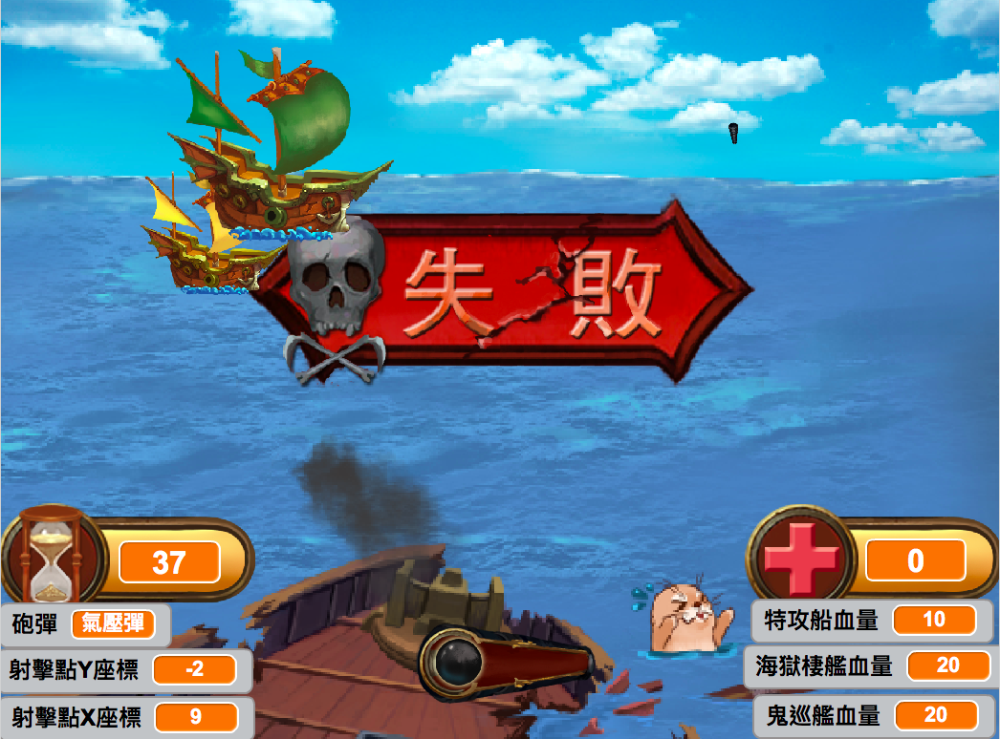 失敗
37
0
砲彈 氣壓彈
特攻船血量 10
射擊點Y座標 -2
海獄棲艦血量 20
射擊點X座標 9
鬼巡艦血量 20